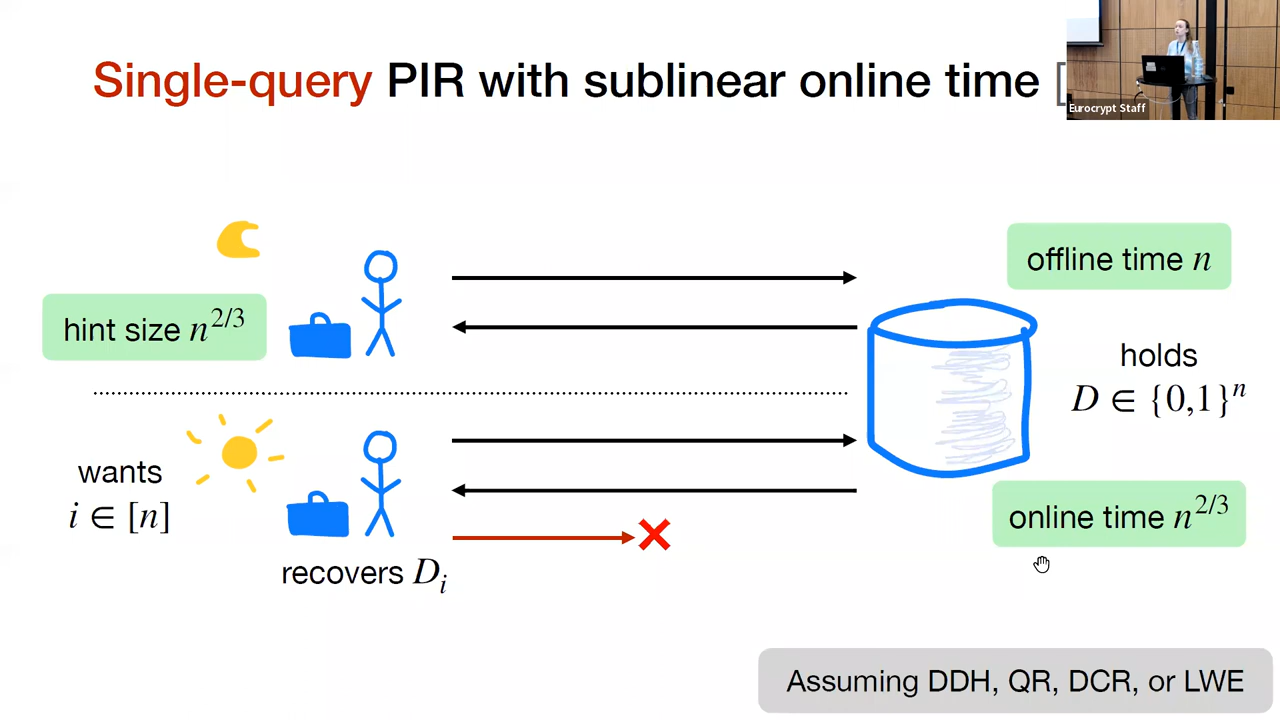 Single-query PIR with sublinear online time [
Eurocrypt Staff
offline time n
hint size n^{2/3}
holds
D ∈ {0,1}^n
wants
i ∈ [n]
online time n^{2/3}
recovers D_i
Assuming DDH, QR, DCR, or LWE